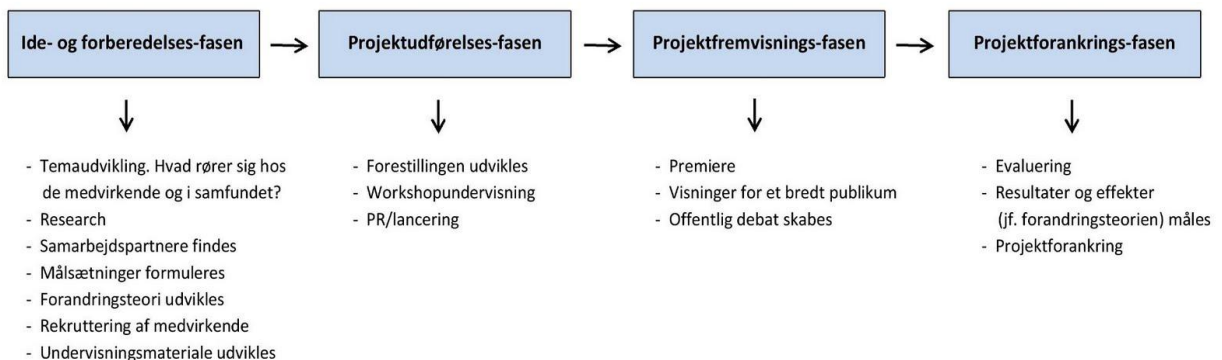 Ide- og forberedelses-fasen
Projektudførelses-fasen
Projektfremvisnings-fasen
Projektforankrings-fasen
- Temaudvikling. Hvad rører sig hos
de medvirkende og i samfundet?
- Research
- Samarbejdspartnere findes
- Målsætninger formuleres
- Forandringsteori udvikles
- Rekruttering af medvirkende
- Undervisningsmateriale udvikles
- Forestillingen udvikles
- Workshopundervisning
- PR/lancering
- Premiere
- Visninger for et bredt publikum
- Offentlig debat skabes
- Evaluering
- Resultater og effekter
(jf. forandringsteorien) måles
- Projektforankring